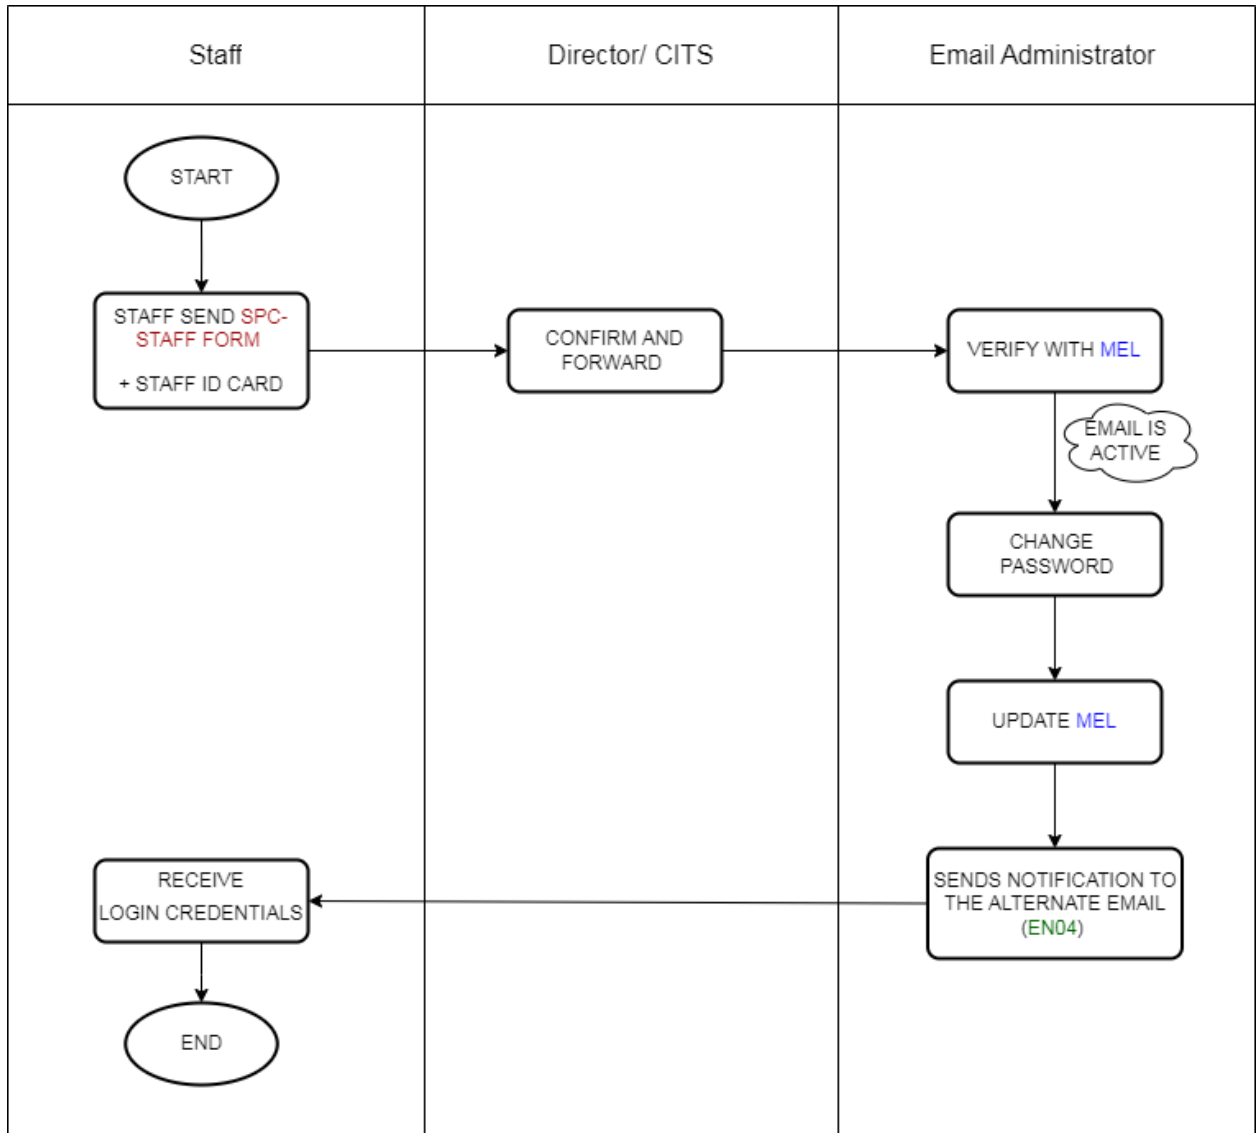 Staff
Director/ CITS
Email Administrator
START
STAFF SEND SPC-
STAFF FORM
+ STAFF ID CARD
CONFIRM AND
FORWARD
VERIFY WITH MEL
EMAIL IS
ACTIVE
CHANGE
PASSWORD
UPDATE MEL
SENDS NOTIFICATION TO
THE ALTERNATE EMAIL
(EN04)
RECEIVE
LOGIN CREDENTIALS
END